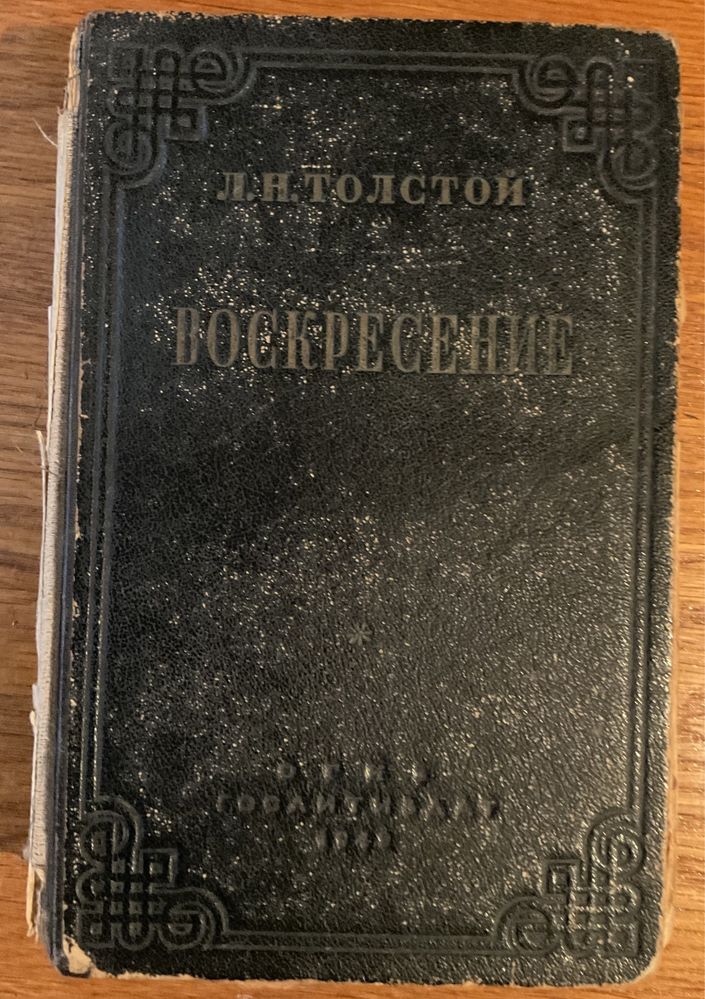 Л.Н.ТОЛСТОЙ
ВОСКРЕСЕНИЕ
*
ОГИЗ
ГОСЛИТИЗДАТ